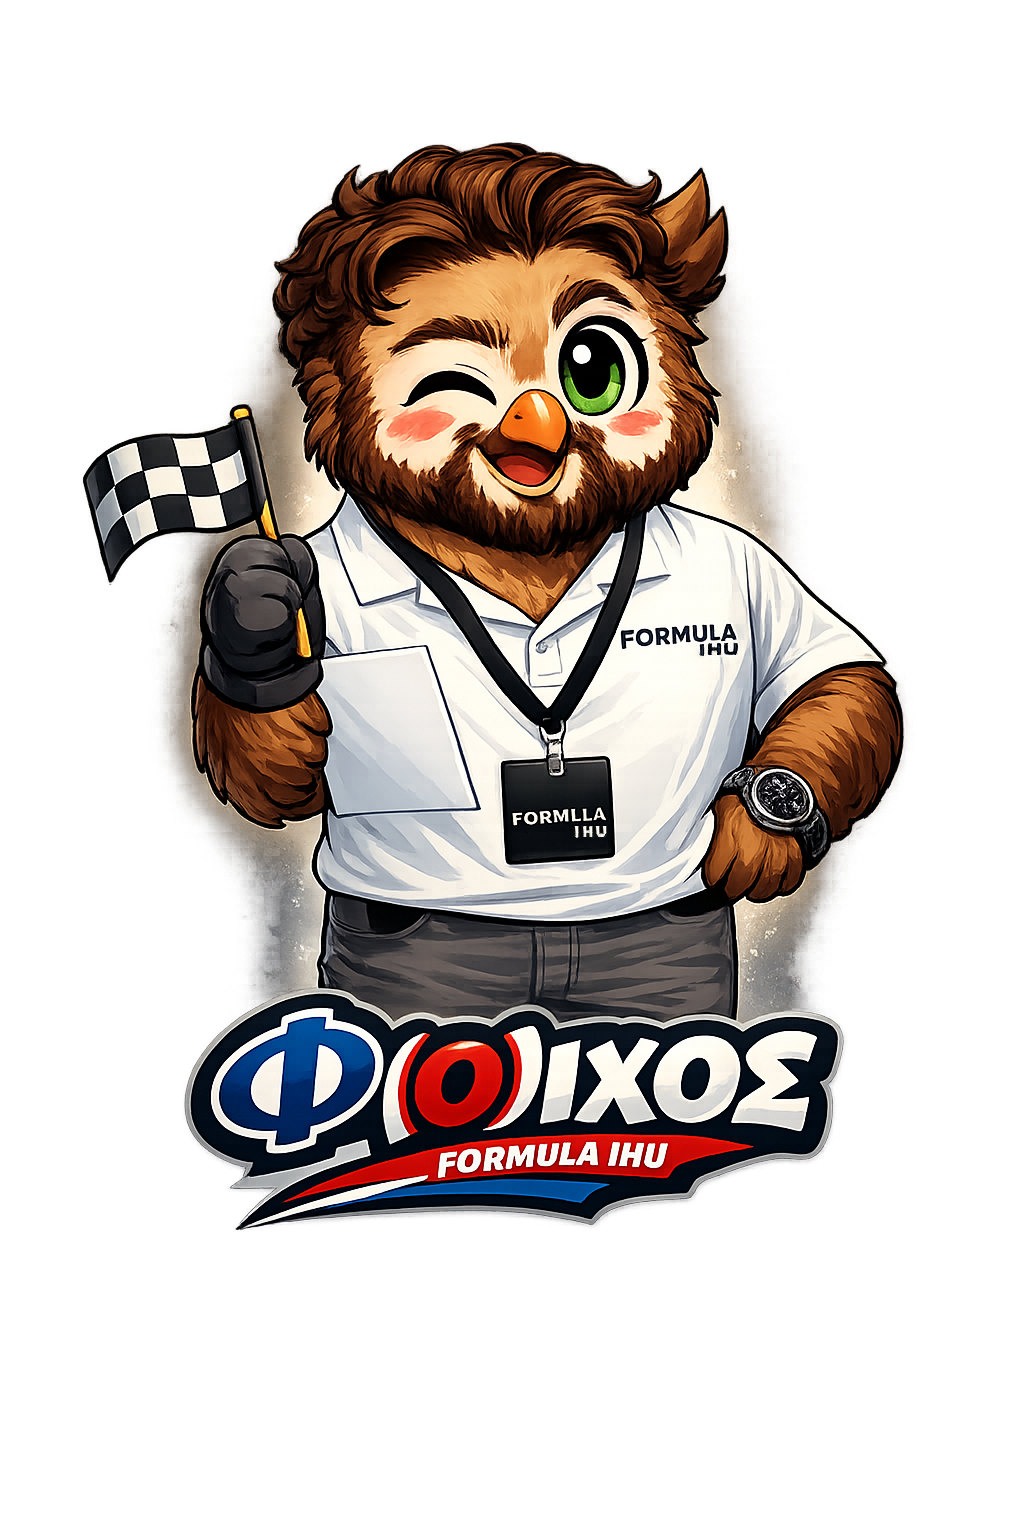 FORMULA
IHU
FORMLLA
IHU
Φ(Ο)ΙΧΟΣ
FORMULA IHU